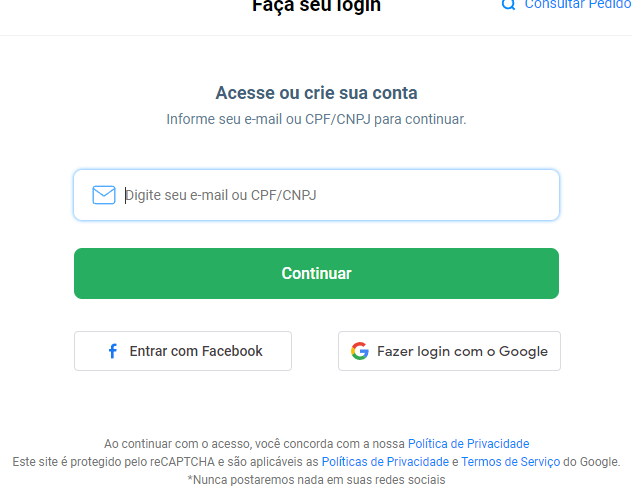 Faça seu login
Consultar Pedido
Acesse ou crie sua conta
Informe seu e-mail ou CPF/CNPJ para continuar.
Digite seu e-mail ou CPF/CNPJ
Continuar
Entrar com Facebook
Fazer login com o Google
Ao continuar com o acesso, você concorda com a nossa Política de Privacidade
Este site é protegido pelo reCAPTCHA e são aplicáveis as Políticas de Privacidade e Termos de Serviço do Google.
*Nunca postaremos nada em suas redes sociais